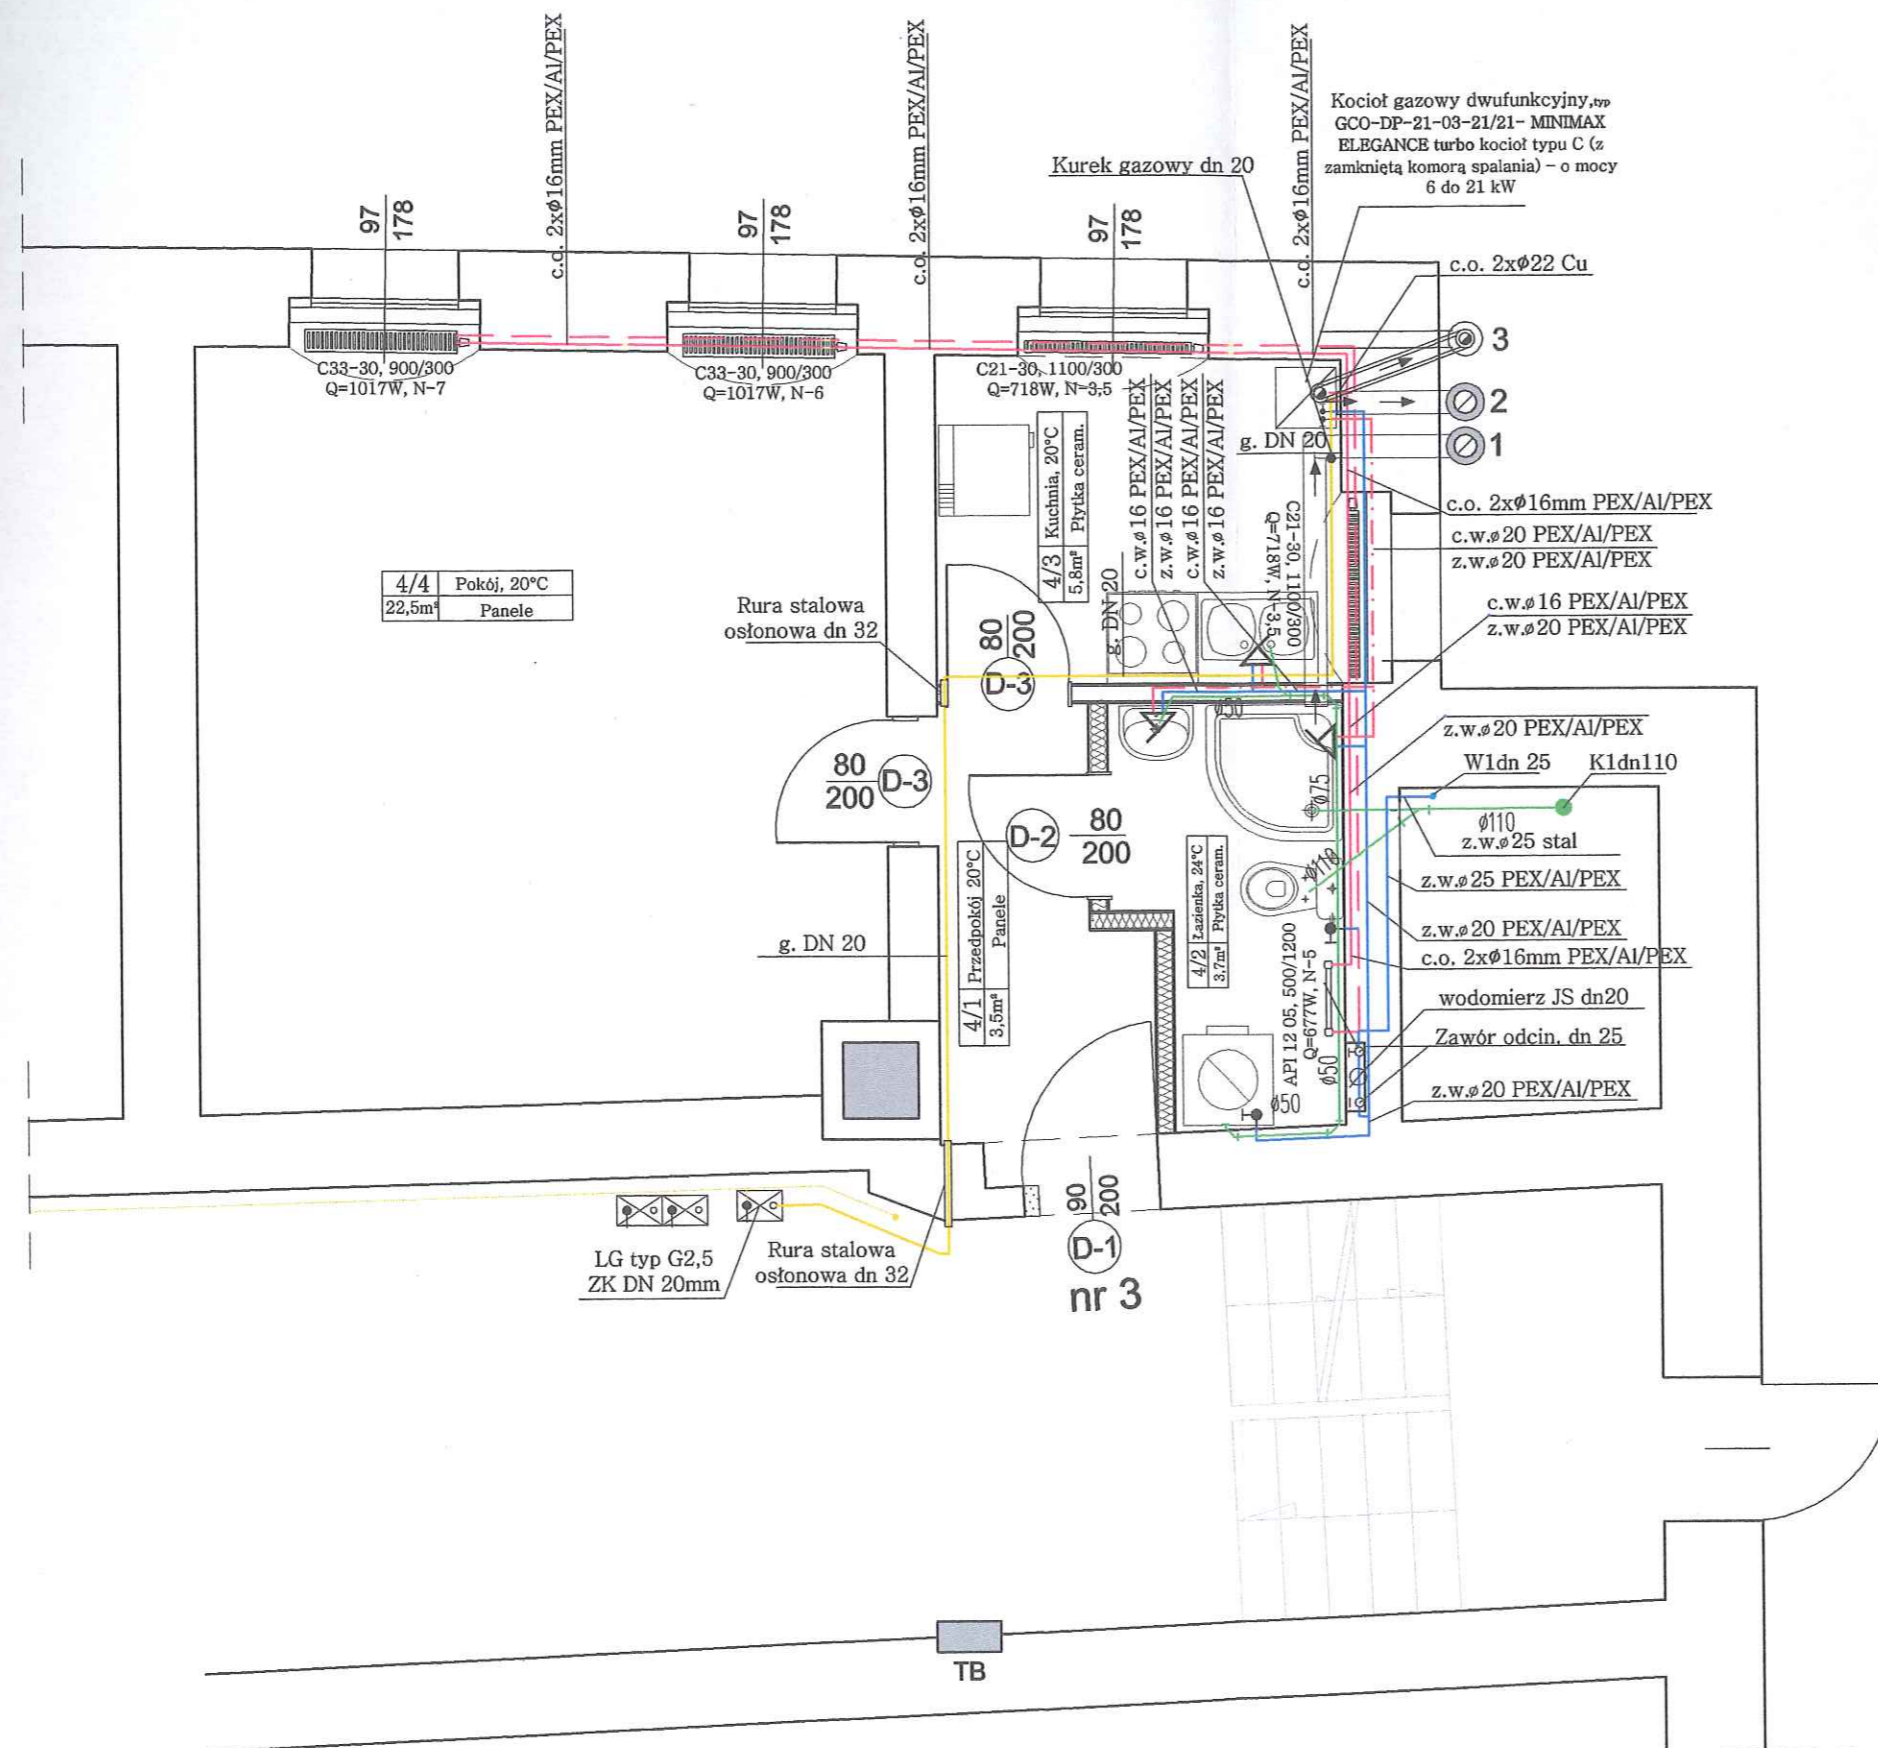 c.o. 2xϕ16mm PEX/Al/PEX
c.o. 2xϕ16mm PEX/Al/PEX
c.o. 2xϕ16mm PEX/Al/PEX
Kocioł gazowy dwufunkcyjny,typ
GCO-DP-21-03-21/21- MINIMAX
ELEGANCE turbo kocioł typu C (z
zamkniętą komorą spalania) - o mocy
6 do 21 kW
Kurek gazowy dn 20
97
178
97
178
97
178
c.o. 2xϕ22 Cu
3
2
1
C33-30, 900/300
Q=1017W, N-7
C33-30, 900/300
Q=1017W, N-6
C21-30, 1100/300
Q=718W, N-3,5
g. DN 20
4/3 Kuchnia, 20°C
5,8m² Płytka ceram.
c.w.ø16 PEX/Al/PEX
z.w.ø16 PEX/Al/PEX
c.w.ø16 PEX/Al/PEX
z.w.ø16 PEX/Al/PEX
C21-30, 1100/300
Q=718W, N-3,5
c.o. 2xϕ16mm PEX/Al/PEX
c.w.ø20 PEX/Al/PEX
z.w.ø20 PEX/Al/PEX
c.w.ø16 PEX/Al/PEX
z.w.ø20 PEX/Al/PEX
4/4 Pokój, 20°C
22,5m² Panele
Rura stalowa
osłonowa dn 32
80
200
D-3
g. DN 20
ϕ50
z.w.ø20 PEX/Al/PEX
W1dn 25
K1dn110
80
200
D-3
D-2
80
200
ϕ75
ϕ110
ϕ110
z.w.ø25 stal
z.w.ø25 PEX/Al/PEX
z.w.ø20 PEX/Al/PEX
c.o. 2xϕ16mm PEX/Al/PEX
wodomierz JS dn20
Zawór odcin. dn 25
z.w.ø20 PEX/Al/PEX
g. DN 20
4/1 Przedpokój 20°C
3,5m² Panele
4/2 Łazienka, 24°C
3,7m² Płytka ceram.
API 12 05, 500/1200
Q=677W, N-5
ϕ50
ϕ50
LG typ G2,5
ZK DN 20mm
Rura stalowa
osłonowa dn 32
90
200
D-1
nr 3
TB